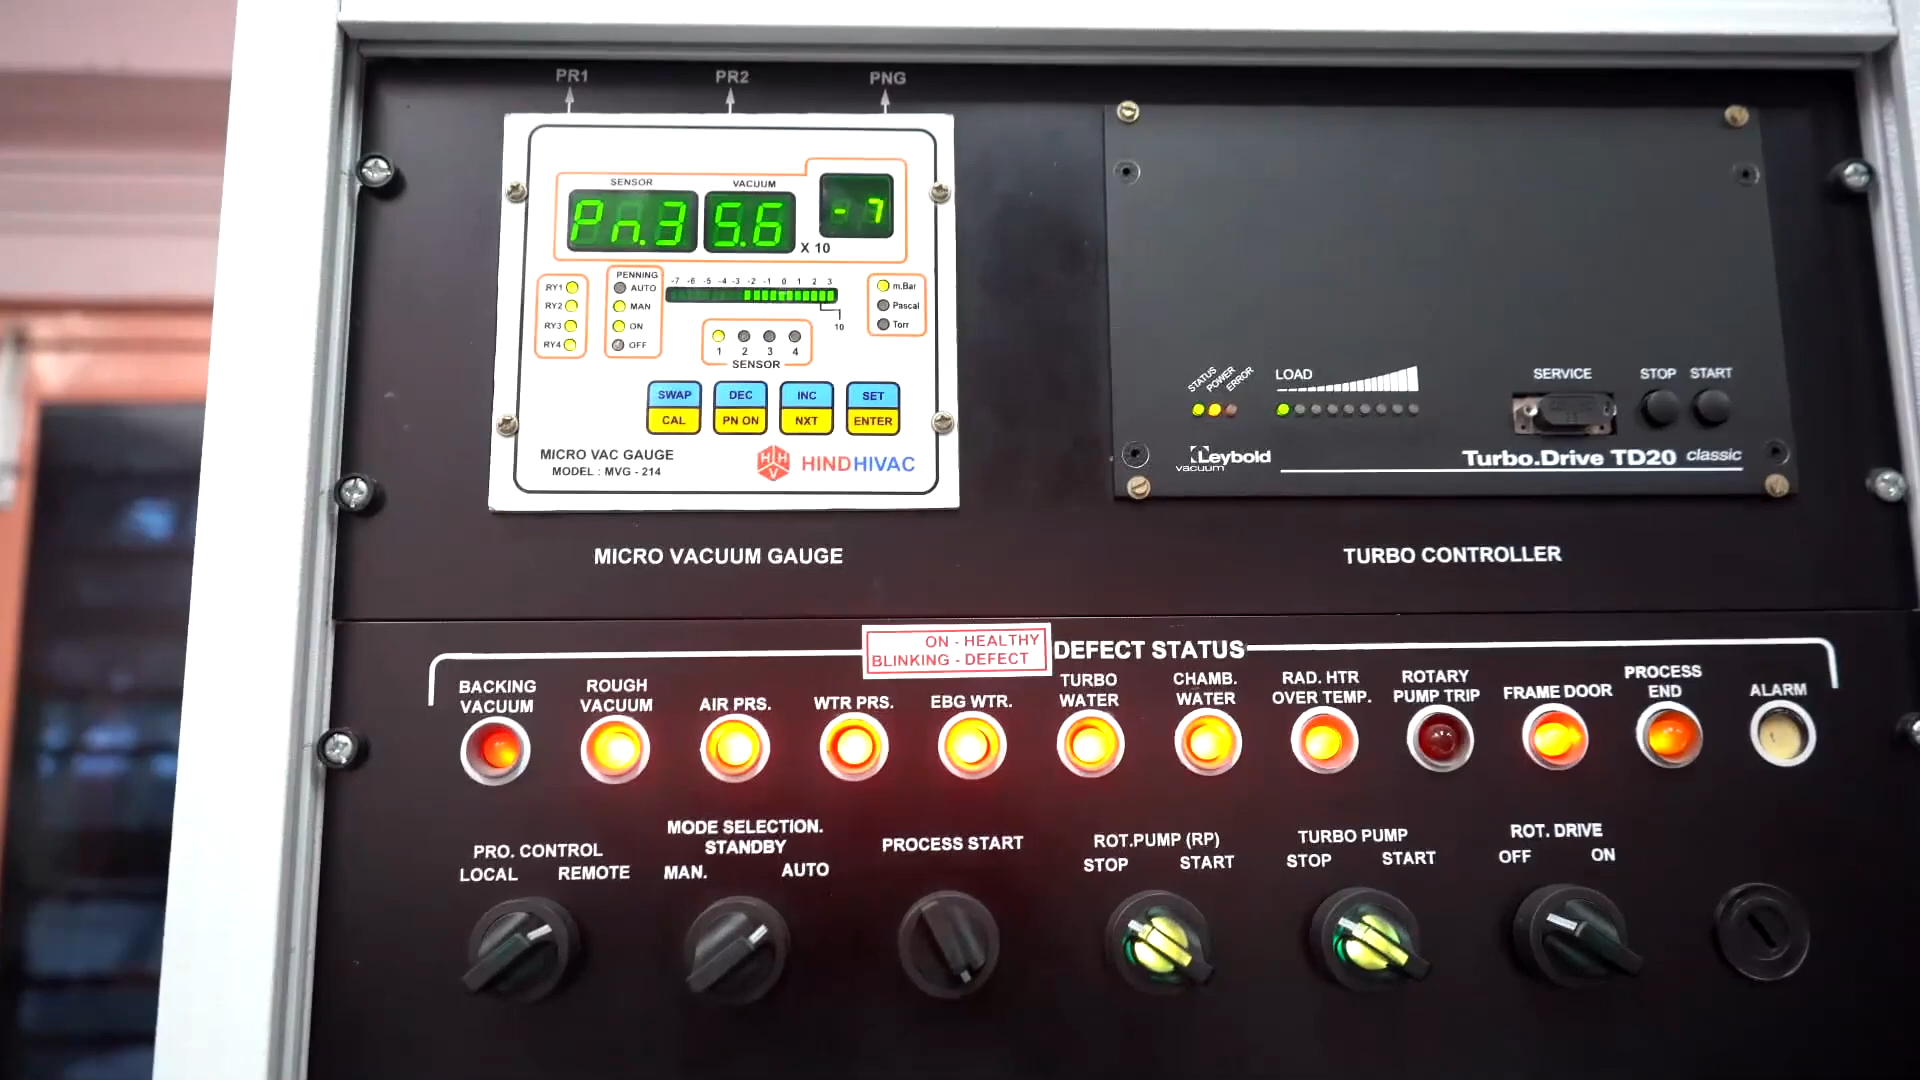 PR1 PR2 PNG
SENSOR VACUUM
Pn.3 5.6 X 10 -7
PENNING
RY1 AUTO
RY2 MAN
RY3 ON
RY4 OFF
-7 -6 -5 -4 -3 -2 -1 0 1 2 3
10
m.Bar
Pascal
Torr
1 2 3 4
SENSOR
SWAP DEC INC SET
CAL PN ON NXT ENTER
MICRO VAC GAUGE
MODEL : MVG - 214
HHV HINDHIVAC
STATUS POWER ERROR
LOAD
SERVICE STOP START
Leybold
vacuum
Turbo.Drive TD20 classic
MICRO VACUUM GAUGE
TURBO CONTROLLER
ON - HEALTHY
BLINKING - DEFECT
DEFECT STATUS
BACKING
VACUUM
ROUGH
VACUUM
AIR PRS.
WTR PRS.
EBG WTR.
TURBO
WATER
CHAMB.
WATER
RAD. HTR
OVER TEMP.
ROTARY
PUMP TRIP
FRAME DOOR
PROCESS
END
ALARM
PRO. CONTROL
LOCAL REMOTE
MODE SELECTION.
STANDBY
MAN. AUTO
PROCESS START
ROT.PUMP (RP)
STOP START
TURBO PUMP
STOP START
ROT. DRIVE
OFF ON